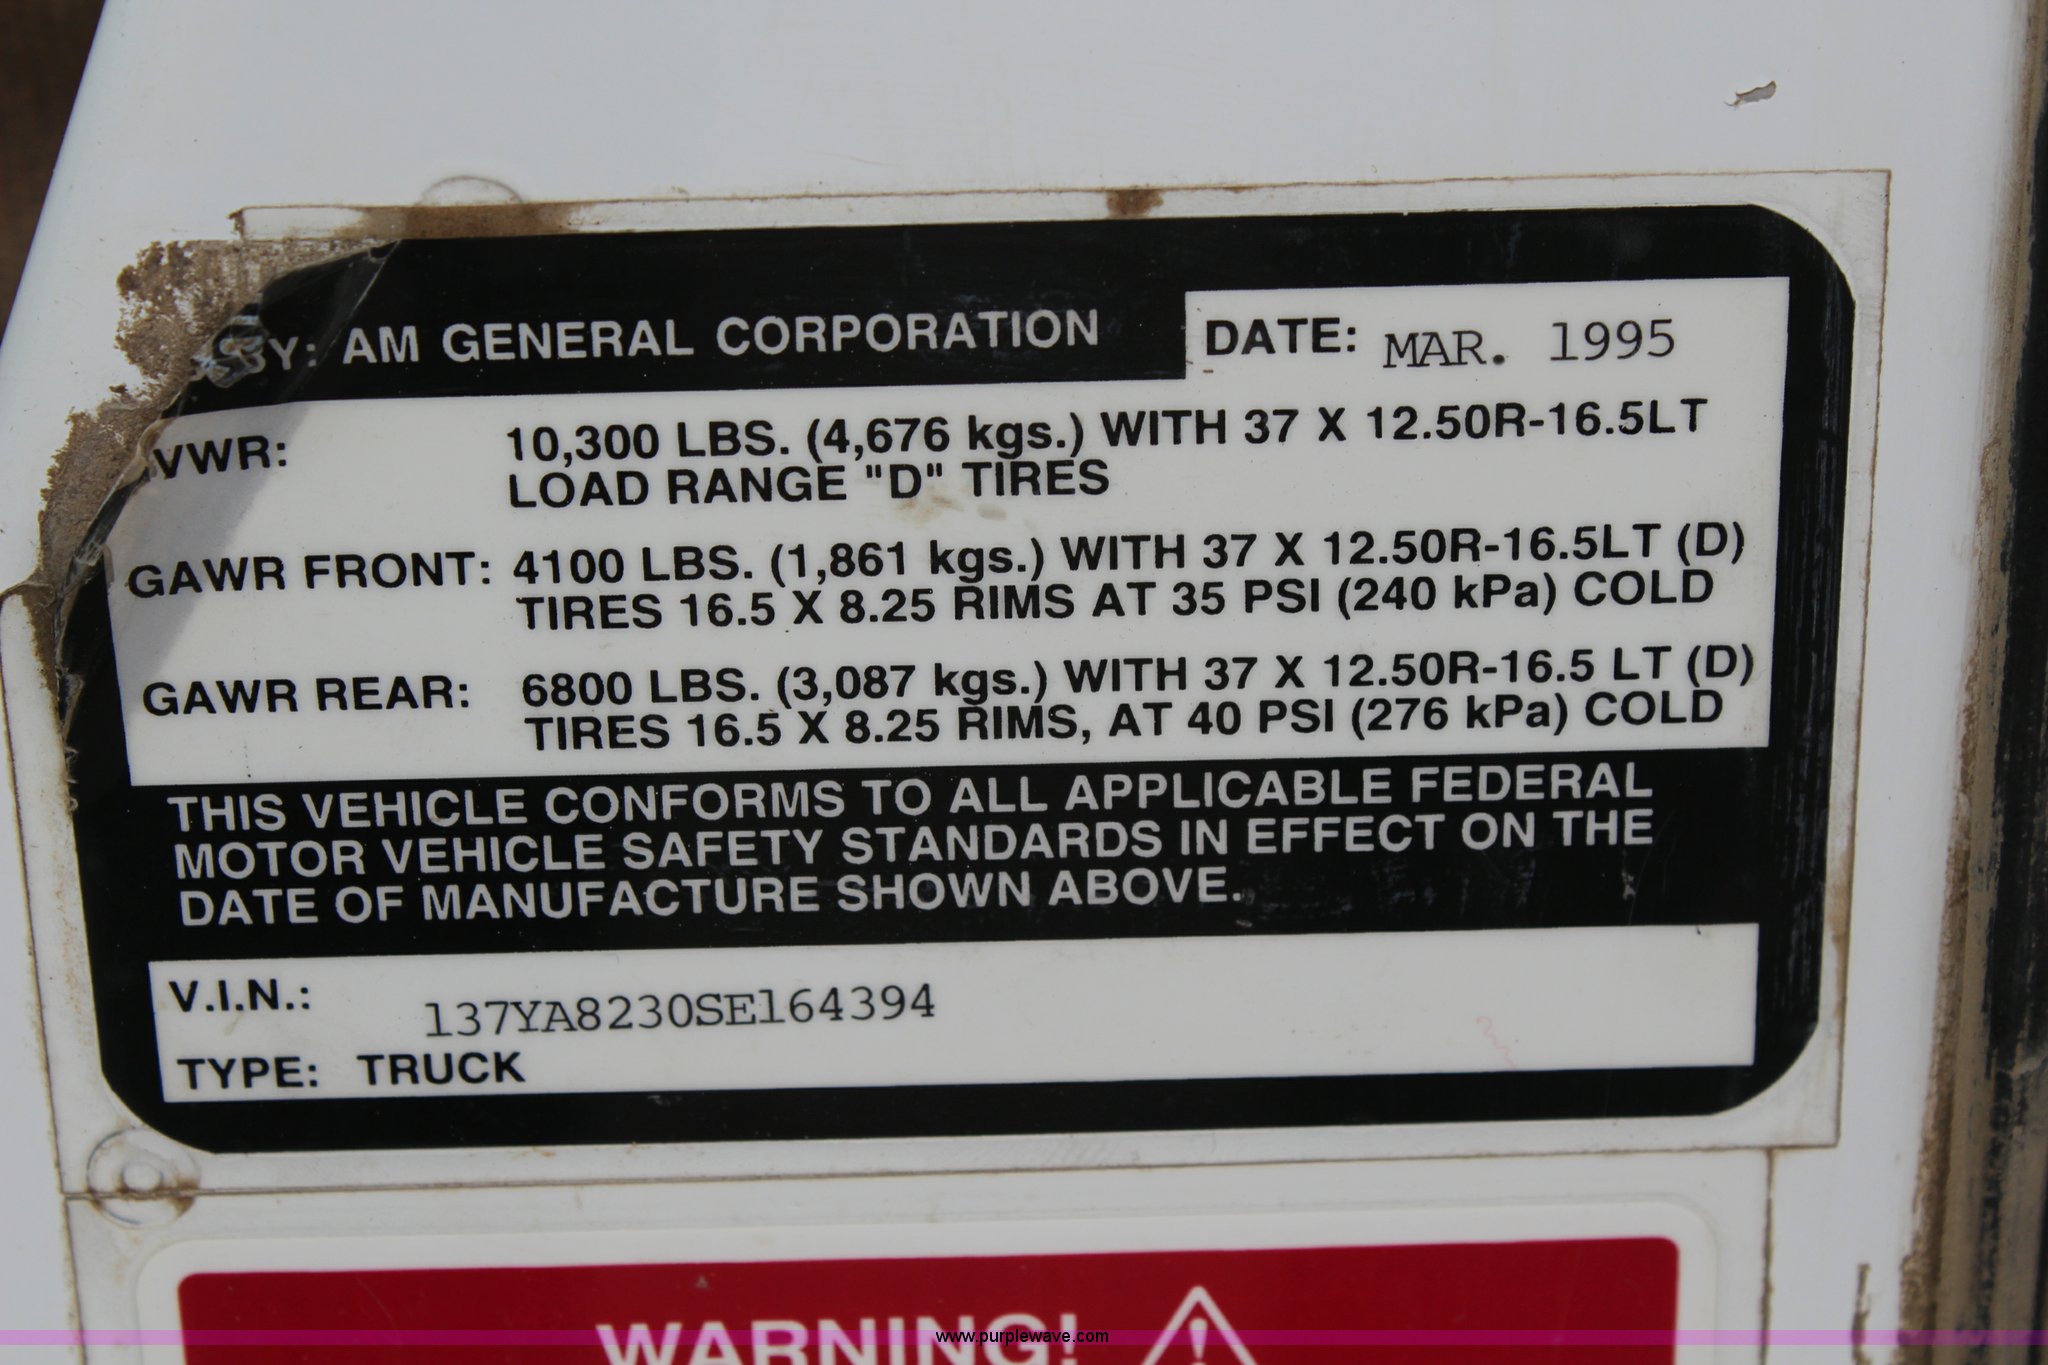 BY: AM GENERAL CORPORATION
DATE: MAR. 1995
VWR: 10,300 LBS. (4,676 kgs.) WITH 37 X 12.50R-16.5LT
LOAD RANGE "D" TIRES
GAWR FRONT: 4100 LBS. (1,861 kgs.) WITH 37 X 12.50R-16.5LT (D)
TIRES 16.5 X 8.25 RIMS AT 35 PSI (240 kPa) COLD
GAWR REAR: 6800 LBS. (3,087 kgs.) WITH 37 X 12.50R-16.5 LT (D)
TIRES 16.5 X 8.25 RIMS, AT 40 PSI (276 kPa) COLD
THIS VEHICLE CONFORMS TO ALL APPLICABLE FEDERAL
MOTOR VEHICLE SAFETY STANDARDS IN EFFECT ON THE
DATE OF MANUFACTURE SHOWN ABOVE.
V.I.N.: 137YA8230SE164394
TYPE: TRUCK
WARNING!
www.purplewave.com